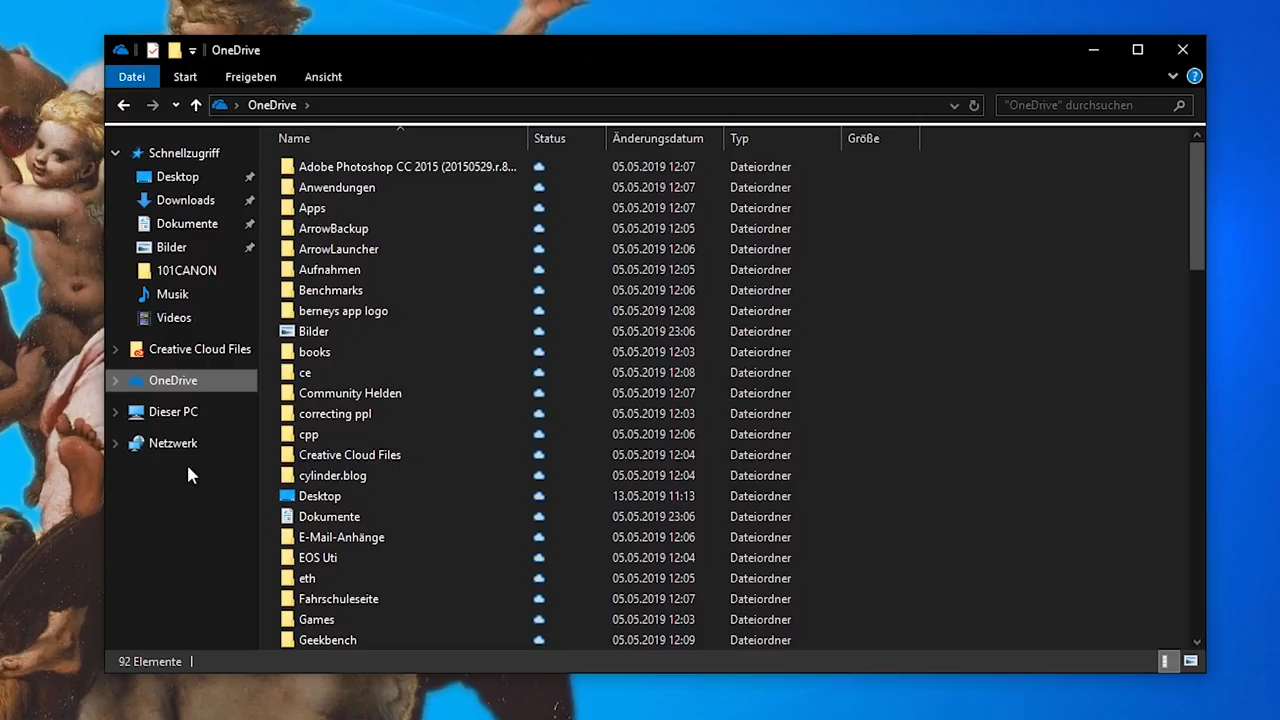 OneDrive
Datei Start Freigeben Ansicht
OneDrive "OneDrive" durchsuchen
Name Status Änderungsdatum Typ Größe
Schnellzugriff
Desktop
Downloads
Dokumente
Bilder
101CANON
Musik
Videos
Creative Cloud Files
OneDrive
Dieser PC
Netzwerk
Adobe Photoshop CC 2015 (20150529.r.8... 05.05.2019 12:07 Dateiordner
Anwendungen 05.05.2019 12:07 Dateiordner
Apps 05.05.2019 12:07 Dateiordner
ArrowBackup 05.05.2019 12:05 Dateiordner
ArrowLauncher 05.05.2019 12:06 Dateiordner
Aufnahmen 05.05.2019 12:05 Dateiordner
Benchmarks 05.05.2019 12:06 Dateiordner
berneys app logo 05.05.2019 12:08 Dateiordner
Bilder 05.05.2019 23:06 Dateiordner
books 05.05.2019 12:03 Dateiordner
ce 05.05.2019 12:08 Dateiordner
Community Helden 05.05.2019 12:07 Dateiordner
correcting ppl 05.05.2019 12:03 Dateiordner
cpp 05.05.2019 12:06 Dateiordner
Creative Cloud Files 05.05.2019 12:04 Dateiordner
cylinder.blog 05.05.2019 12:04 Dateiordner
Desktop 13.05.2019 11:13 Dateiordner
Dokumente 05.05.2019 23:06 Dateiordner
E-Mail-Anhänge 05.05.2019 12:06 Dateiordner
EOS Uti 05.05.2019 12:04 Dateiordner
eth 05.05.2019 12:05 Dateiordner
Fahrschuleseite 05.05.2019 12:07 Dateiordner
Games 05.05.2019 12:03 Dateiordner
Geekbench 05.05.2019 12:09 Dateiordner
92 Elemente